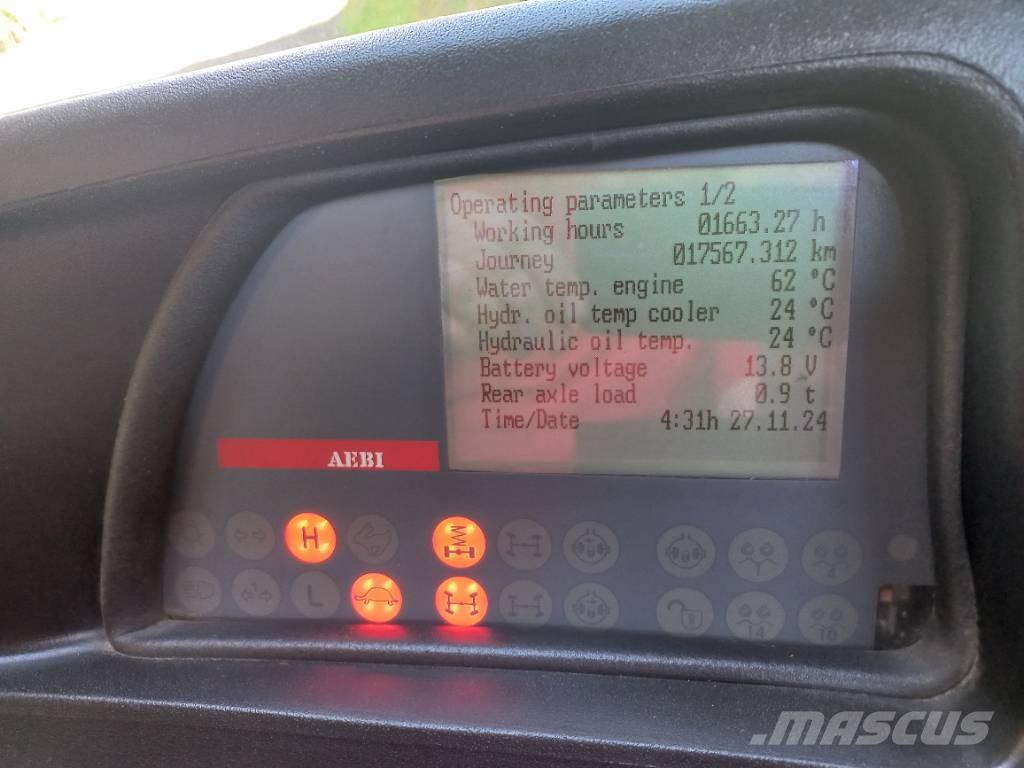 Operating parameters 1/2
Working hours 01663.27 h
Journey 017567.312 km
Water temp. engine 62 °C
Hydr. oil temp cooler 24 °C
Hydraulic oil temp. 24 °C
Battery voltage 13.8 V
Rear axle load 0.9 t
Time/Date 4:31h 27.11.24
AEBI
H
L
14
16
MASCUS